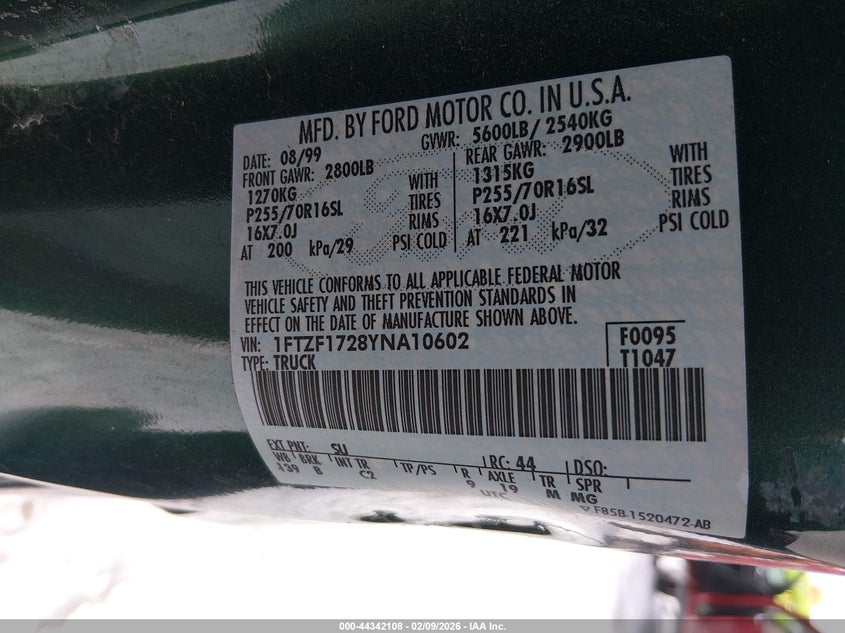 MFD. BY FORD MOTOR CO. IN U.S.A.
DATE: 08/99 GVWR: 5600LB/ 2540KG
FRONT GAWR: 2800LB REAR GAWR: 2900LB
1270KG WITH 1315KG WITH
P255/70R16SL TIRES P255/70R16SL TIRES
16X7.0J RIMS 16X7.0J RIMS
AT 200 kPa/29 PSI COLD AT 221 kPa/32 PSI COLD
THIS VEHICLE CONFORMS TO ALL APPLICABLE FEDERAL MOTOR
VEHICLE SAFETY AND THEFT PREVENTION STANDARDS IN
EFFECT ON THE DATE OF MANUFACTURE SHOWN ABOVE.
VIN: 1FTZF1728YNA10602 F0095
TYPE: TRUCK T1047
EXT PNT: SU RC: 44 DSO:
WB BRK INT TR TP/PS R AXLE TR SPR
139 B C2 9 19 M MG
UTC
▽ F85B-1520472-AB
000-44342108 - 02/09/2026 - IAA Inc.